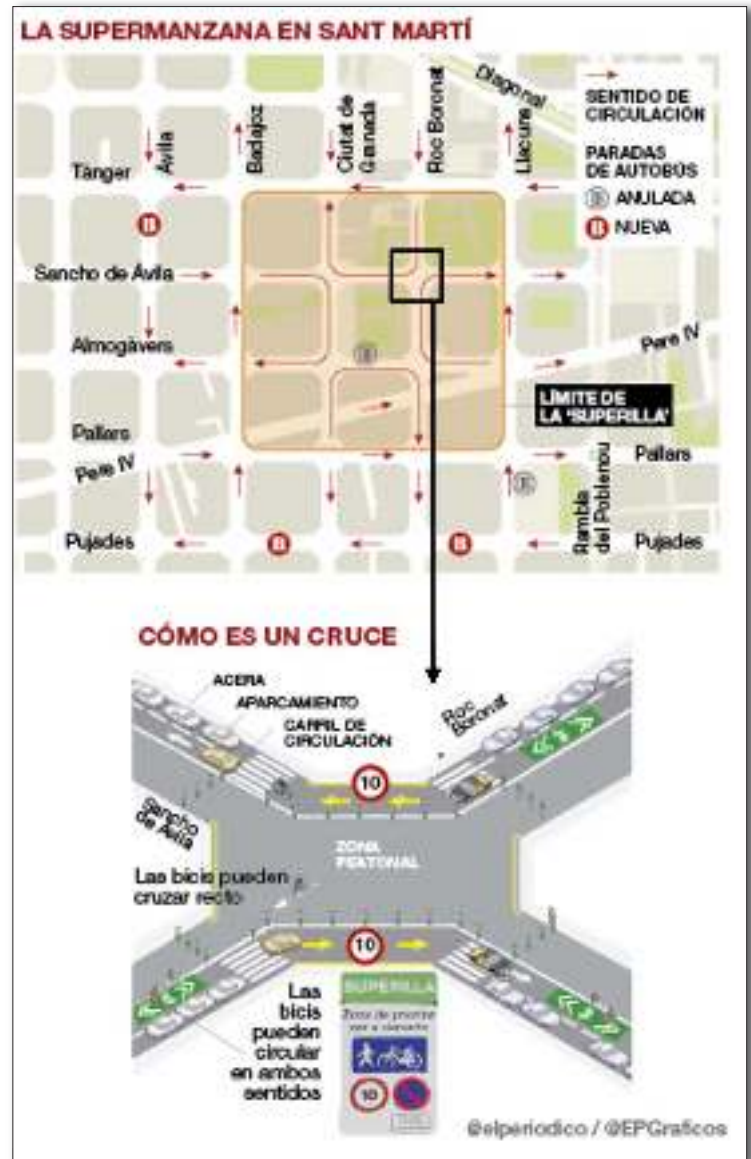 LA SUPERMANZANA EN SANT MARTÍ
Diagonal
SENTIDO DE
CIRCULACIÓN
PARADAS
DE AUTOBÚS
B ANULADA
B NUEVA
Tànger
Àvila
Badajoz
Ciutat de
Granada
Roc Boronat
Llacuna
B
Sancho de Ávila
Almogàvers
B
Pere IV
LÍMITE DE
LA 'SUPERILLA'
Pallars
Pallars
Pere IV
B
Rambla
del Poblenou
Pujades
B
B
Pujades
CÓMO ES UN CRUCE
ACERA
APARCAMIENTO
CARRIL DE
CIRCULACIÓN
Roc
Boronat
10
Sancho
de Ávila
ZONA
PEATONAL
Las bicis pueden
cruzar recto
10
Las
bicis
pueden
circular
en ambos
sentidos
SUPERILLA
Zona de
10
@elperiodico / @EPGraficos